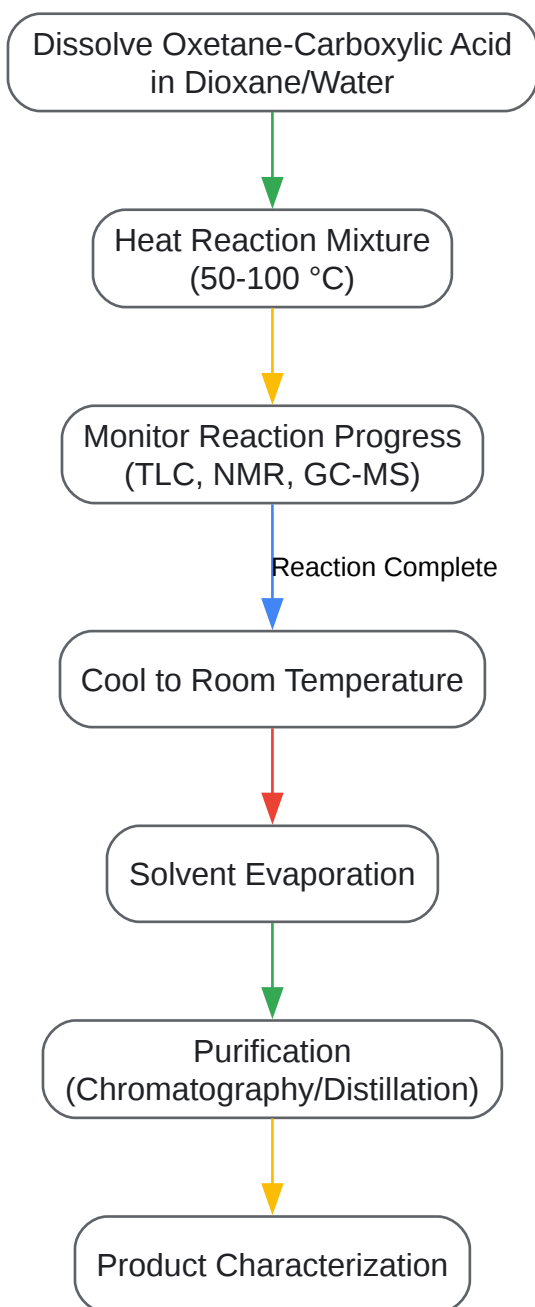 Dissolve Oxetane-Carboxylic Acid
in Dioxane/Water
Heat Reaction Mixture
(50-100 °C)
Monitor Reaction Progress
(TLC, NMR, GC-MS)
Reaction Complete
Cool to Room Temperature
Solvent Evaporation
Purification
(Chromatography/Distillation)
Product Characterization